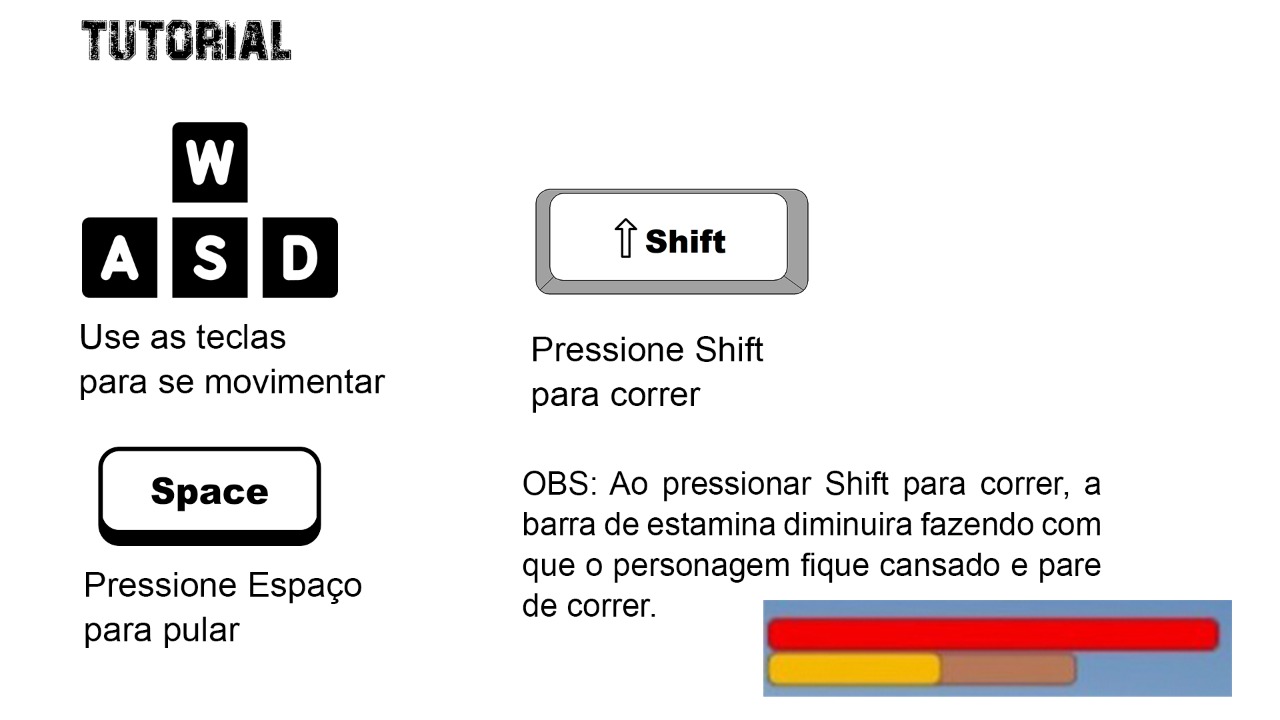 TUTORIAL
W
A S D
Use as teclas
para se movimentar
Space
Pressione Espaço
para pular
⇧ Shift
Pressione Shift
para correr
OBS: Ao pressionar Shift para correr, a
barra de estamina diminuira fazendo com
que o personagem fique cansado e pare
de correr.